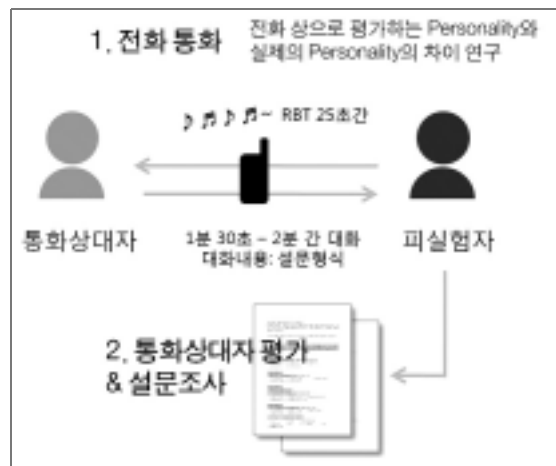 1. 전화 통화
전화 상으로 평가하는 Personality와
실제의 Personality의 차이 연구
RBT 25초간
통화상대자
1분 30초 – 2분 간 대화
대화내용: 설문형식
피실험자
2. 통화상대자 평가
& 설문조사